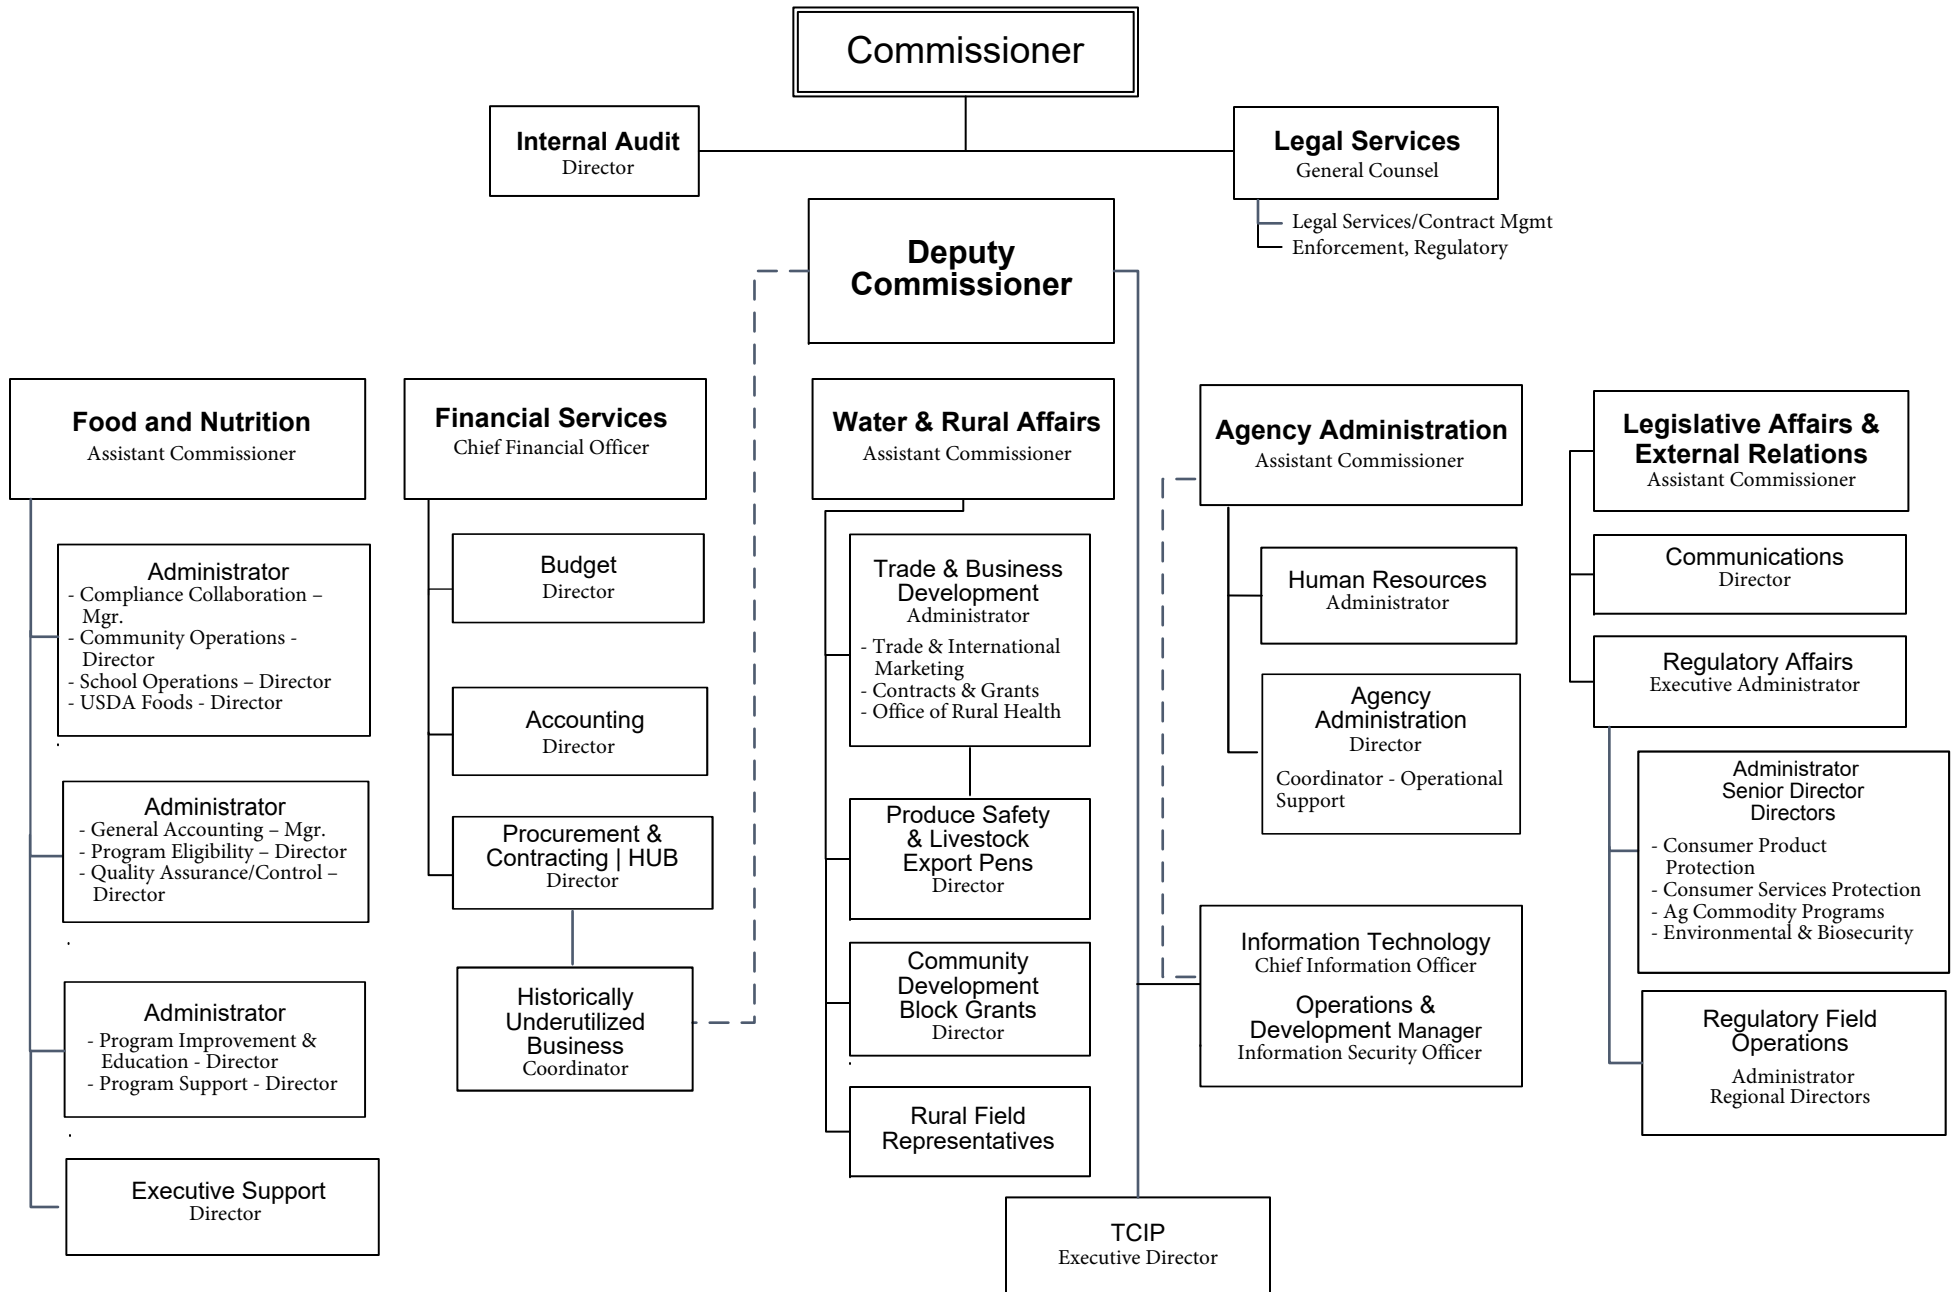 Commissioner
Internal Audit
Director
Legal Services
General Counsel
Legal Services/Contract Mgmt
Enforcement, Regulatory
Deputy
Commissioner
Food and Nutrition
Assistant Commissioner
Administrator
- Compliance Collaboration –
Mgr.
- Community Operations -
Director
- School Operations – Director
- USDA Foods - Director
Administrator
- General Accounting – Mgr.
- Program Eligibility – Director
- Quality Assurance/Control –
Director
Administrator
- Program Improvement &
Education - Director
- Program Support - Director
Executive Support
Director
Financial Services
Chief Financial Officer
Budget
Director
Accounting
Director
Procurement &
Contracting | HUB
Director
Historically
Underutilized
Business
Coordinator
Water & Rural Affairs
Assistant Commissioner
Trade & Business
Development
Administrator
- Trade & International
Marketing
- Contracts & Grants
- Office of Rural Health
Produce Safety
& Livestock
Export Pens
Director
Community
Development
Block Grants
Director
Rural Field
Representatives
TCIP
Executive Director
Agency Administration
Assistant Commissioner
Human Resources
Administrator
Agency
Administration
Director
Coordinator - Operational
Support
Information Technology
Chief Information Officer
Operations &
Development Manager
Information Security Officer
Legislative Affairs &
External Relations
Assistant Commissioner
Communications
Director
Regulatory Affairs
Executive Administrator
Administrator
Senior Director
Directors
- Consumer Product
Protection
- Consumer Services Protection
- Ag Commodity Programs
- Environmental & Biosecurity
Regulatory Field
Operations
Administrator
Regional Directors